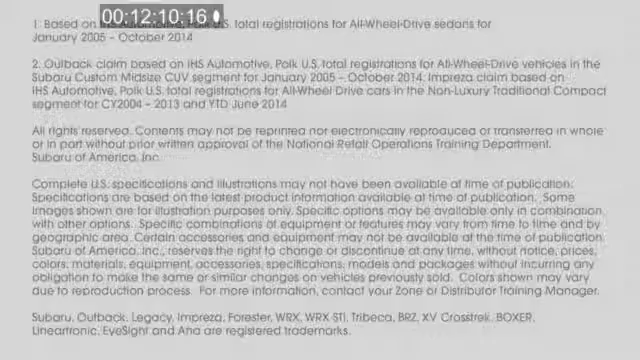 00:12:10:16
1. Based on IHS Automotive, Polk U.S. total registrations for All-Wheel-Drive sedans for
January 2005 – October 2014
2. Outback claim based on IHS Automotive, Polk U.S. total registrations for All-Wheel-Drive vehicles in the
Subaru Custom Midsize CUV segment for January 2005 – October 2014. Impreza claim based on
IHS Automotive, Polk U.S. total registrations for All-Wheel Drive cars in the Non-Luxury Traditional Compact
segment for CY2004 – 2013 and YTD June 2014
All rights reserved. Contents may not be reprinted nor electronically reproduced or transferred in whole
or in part without prior written approval of the National Retail Operations Training Department.
Subaru of America, Inc.
Complete U.S. specifications and illustrations may not have been available at time of publication.
Specifications are based on the latest product information available at time of publication. Some
images shown are for illustration purposes only. Specific options may be available only in combination
with other options. Specific combinations of equipment or features may vary from time to time and by
geographic area. Certain accessories and equipment may not be available at the time of publication.
Subaru of America, Inc., reserves the right to change or discontinue at any time, without notice, prices,
colors, materials, equipment, accessories, specifications, models and packages without incurring any
obligation to make the same or similar changes on vehicles previously sold. Colors shown may vary
due to reproduction process. For more information, contact your Zone or Distributor Training Manager.
Subaru, Outback, Legacy, Impreza, Forester, WRX, WRX STI, Tribeca, BRZ, XV Crosstrek, BOXER,
Lineartronic, EyeSight and Aha are registered trademarks.